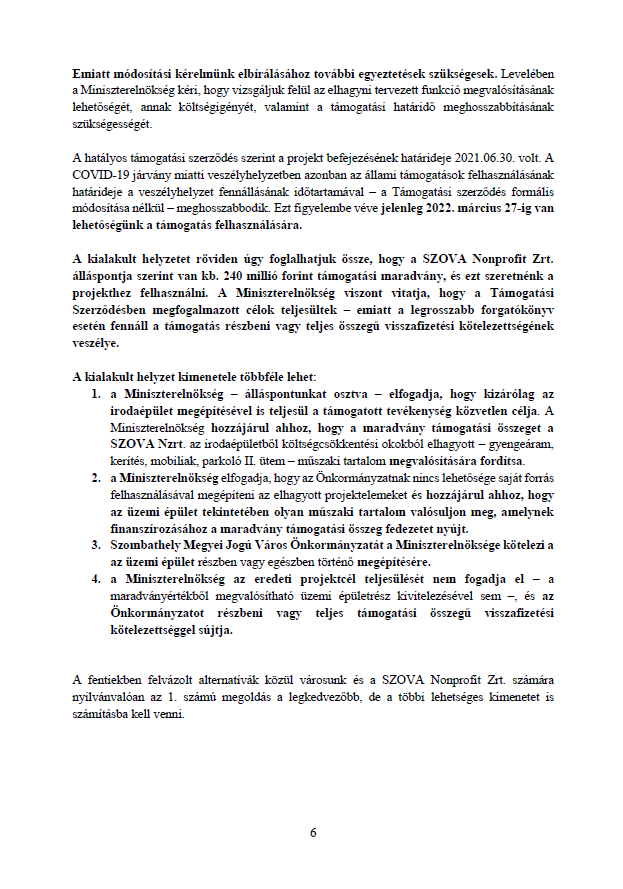 Emiatt módosítási kérelmünk elbírálásához további egyeztetések szükségesek. Levelében
a Miniszterelnökség kéri, hogy vizsgáljuk felül az elhagyni tervezett funkció megvalósításának
lehetőségét, annak költségigényét, valamint a támogatási határidő meghosszabbításának
szükségességét.
A hatályos támogatási szerződés szerint a projekt befejezésének határideje 2021.06.30. volt. A
COVID-19 járvány miatti veszélyhelyzetben azonban az állami támogatások felhasználásának
határideje a veszélyhelyzet fennállásának időtartamával – a Támogatási szerződés formális
módosítása nélkül – meghosszabbodik. Ezt figyelembe véve jelenleg 2022. március 27-ig van
lehetőségünk a támogatás felhasználására.
A kialakult helyzetet röviden úgy foglalhatjuk össze, hogy a SZOVA Nonprofit Zrt.
álláspontja szerint van kb. 240 millió forint támogatási maradvány, és ezt szeretnénk a
projekthez felhasználni. A Miniszterelnökség viszont vitatja, hogy a Támogatási
Szerződésben megfogalmazott célok teljesültek – emiatt a legrosszabb forgatókönyv
esetén fennáll a támogatás részbeni vagy teljes összegű visszafizetési kötelezettségének
veszélye.
A kialakult helyzet kimenetele többféle lehet:
1. a Miniszterelnökség – álláspontunkat osztva – elfogadja, hogy kizárólag az
irodaépület megépítésével is teljesül a támogatott tevékenység közvetlen célja. A
Miniszterelnökség hozzájárul ahhoz, hogy a maradvány támogatási összeget a
SZOVA Nzrt. az irodaépületből költségcsökkentési okokból elhagyott – gyengeáram,
kerítés, mobiliák, parkoló II. ütem – műszaki tartalom megvalósítására fordítsa.
2. a Miniszterelnökség elfogadja, hogy az Önkormányzatnak nincs lehetősége saját forrás
felhasználásával megépíteni az elhagyott projektelemeket és hozzájárul ahhoz, hogy
az üzemi épület tekintetében olyan műszaki tartalom valósuljon meg, amelynek
finanszírozásához a maradvány támogatási összeg fedezetet nyújt.
3. Szombathely Megyei Jogú Város Önkormányzatát a Miniszterelnöksége kötelezi a
az üzemi épület részben vagy egészben történő megépítésére.
4. a Miniszterelnökség az eredeti projektcél teljesülését nem fogadja el – a
maradványértékből megvalósítható üzemi épületrész kivitelezésével sem –, és az
Önkormányzatot részbeni vagy teljes támogatási összegű visszafizetési
kötelezettséggel sújtja.
A fentiekben felvázolt alternatívák közül városunk és a SZOVA Nonprofit Zrt. számára
nyilvánvalóan az 1. számú megoldás a legkedvezőbb, de a többi lehetséges kimenetet is
számításba kell venni.
6